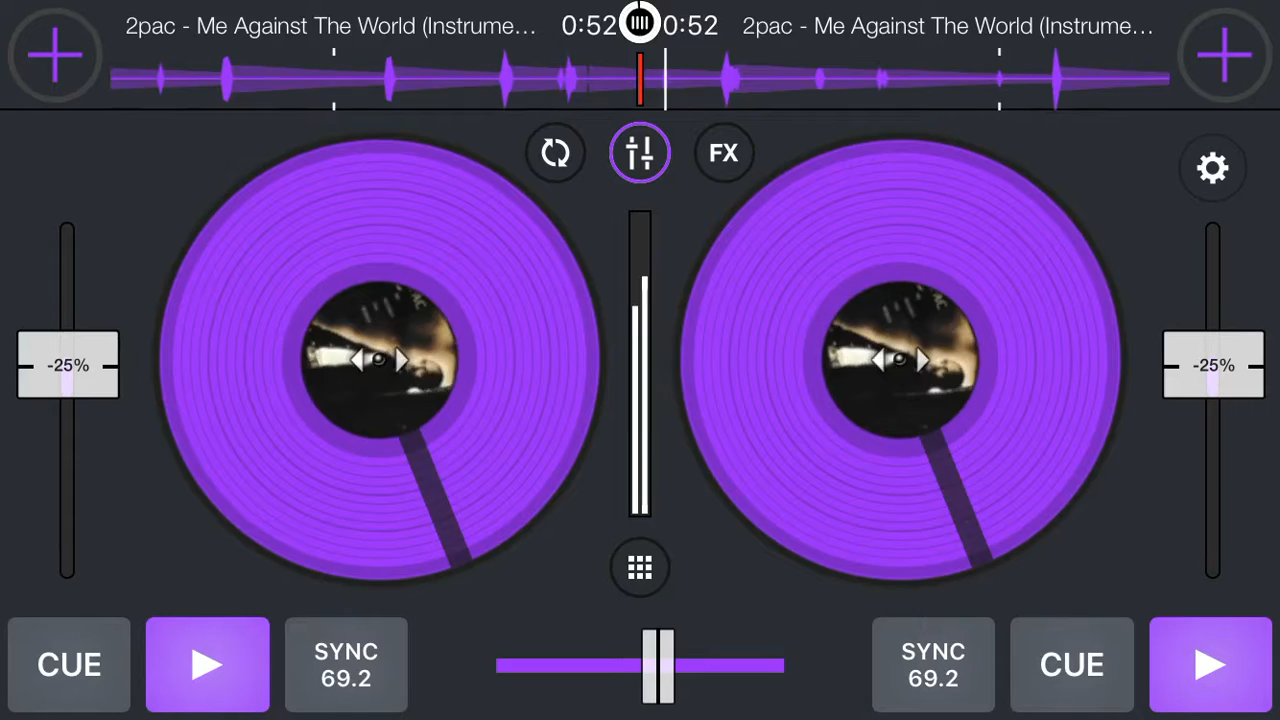 2pac - Me Against The World (Instrume...
0:52
0:52
2pac - Me Against The World (Instrume...
FX
-25%
-25%
CUE
SYNC
69.2
SYNC
69.2
CUE